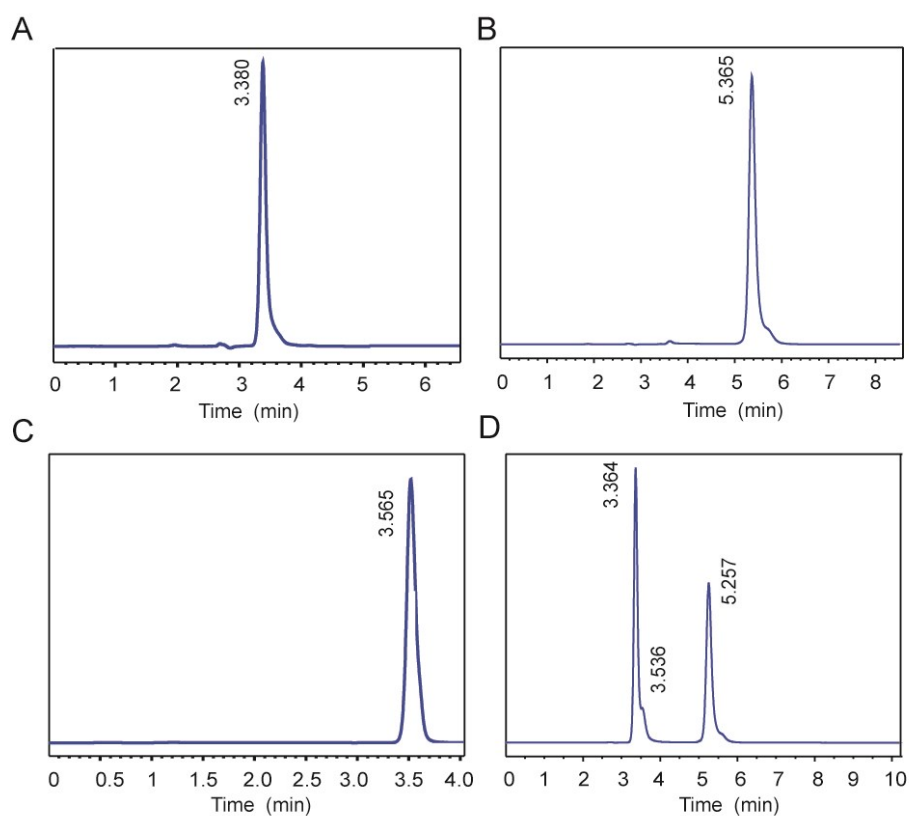 A
3.380
0 1 2 3 4 5 6
Time (min)
B
5.365
0 1 2 3 4 5 6 7 8
Time (min)
C
3.565
0 0.5 1 1.5 2.0 2.5 3.0 3.5 4.0
Time (min)
D
3.364
3.536
5.257
0 1 2 3 4 5 6 7 8 9 10
Time (min)